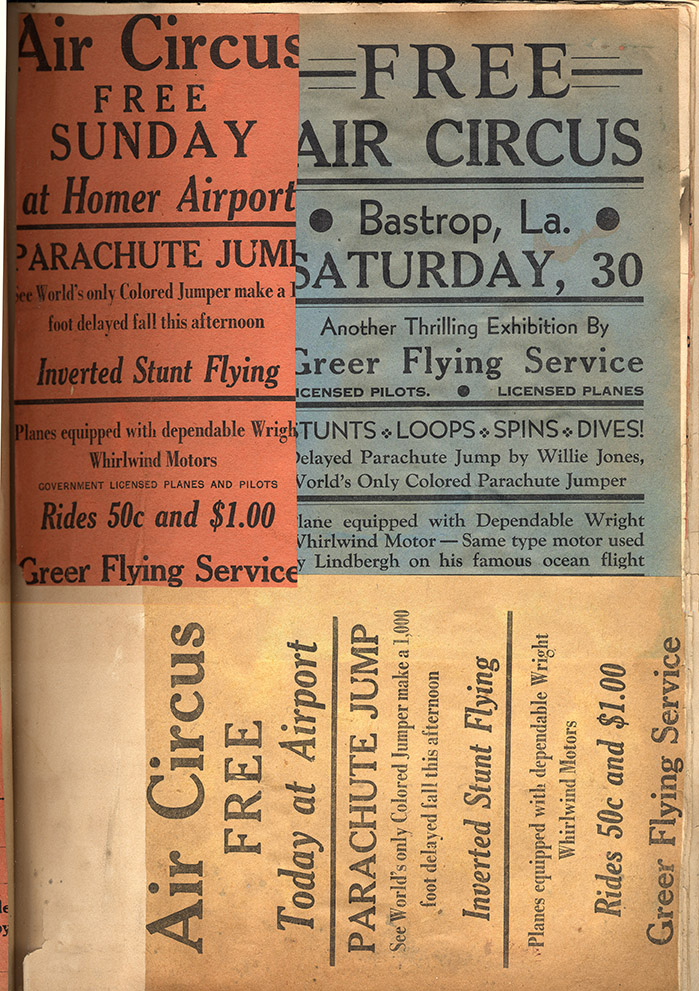 Air Circus
FREE
SUNDAY
at Homer Airport
PARACHUTE JUM
ee World's only Colored Jumper make a 1
foot delayed fall this afternoon
Inverted Stunt Flying
Planes equipped with dependable Wrigh
Whirlwind Motors
GOVERNMENT LICENSED PLANES AND PILOTS
Rides 50c and $1.00
Greer Flying Service
FREE
AIR CIRCUS
● Bastrop, La. ●
SATURDAY, 30
Another Thrilling Exhibition By
Greer Flying Service
ICENSED PILOTS. ● LICENSED PLANES
TUNTS LOOPS SPINS DIVES!
Delayed Parachute Jump by Willie Jones,
World's Only Colored Parachute Jumper
lane equipped with Dependable Wright
Whirlwind Motor — Same type motor used
y Lindbergh on his famous ocean flight
Air Circus
FREE
Today at Airport
PARACHUTE JUMP
See World's only Colored Jumper make a 1,000
foot delayed fall this afternoon
Inverted Stunt Flying
Planes equipped with dependable Wright
Whirlwind Motors
Rides 50c and $1.00
Greer Flying Service